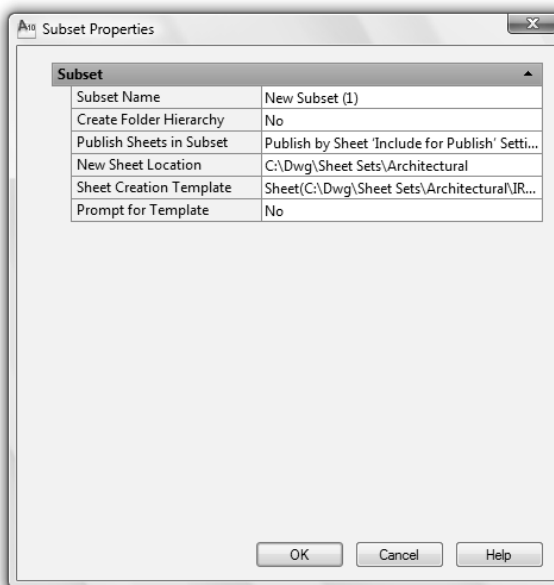 A10 Subset Properties
Subset
Subset Name New Subset (1)
Create Folder Hierarchy No
Publish Sheets in Subset Publish by Sheet 'Include for Publish' Setti...
New Sheet Location C:\Dwg\Sheet Sets\Architectural
Sheet Creation Template Sheet(C:\Dwg\Sheet Sets\Architectural\IR...
Prompt for Template No
OK Cancel Help